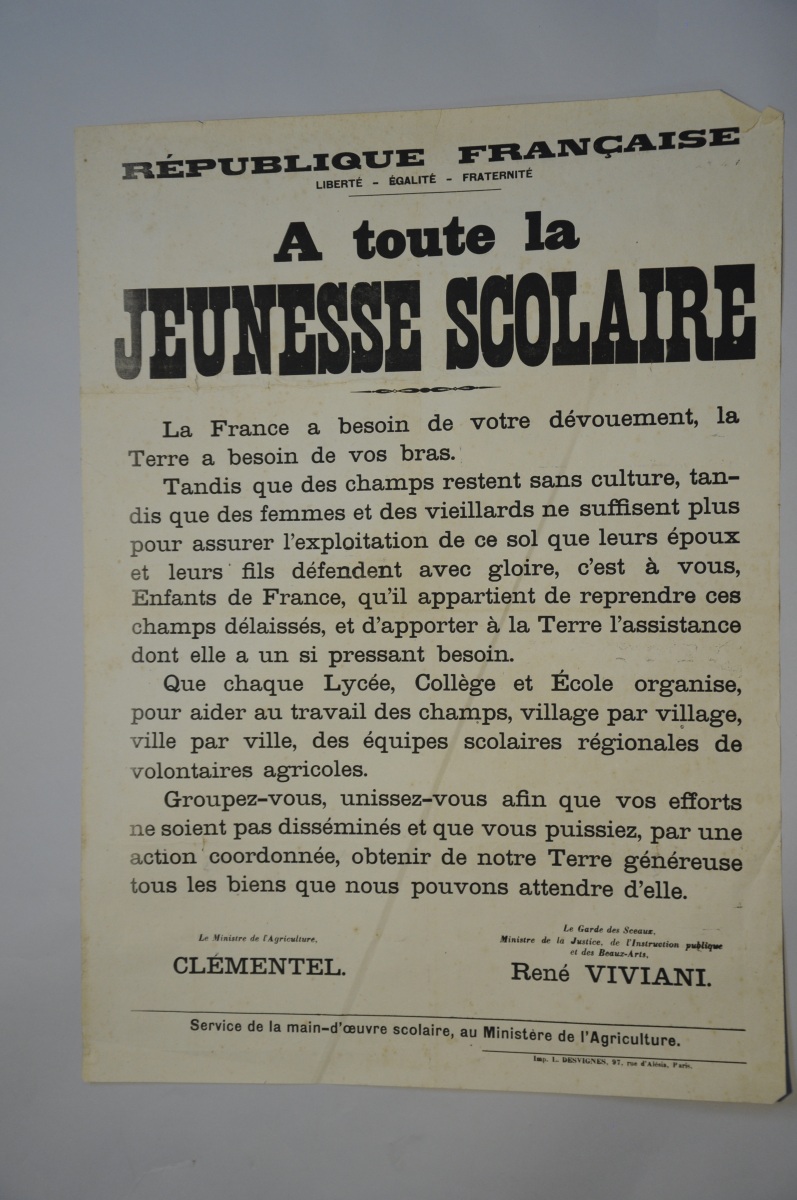 RÉPUBLIQUE FRANÇAISE
LIBERTÉ – ÉGALITÉ – FRATERNITÉ
A toute la
JEUNESSE SCOLAIRE
La France a besoin de votre dévouement, la
Terre a besoin de vos bras.
Tandis que des champs restent sans culture, tan-
dis que des femmes et des vieillards ne suffisent plus
pour assurer l'exploitation de ce sol que leurs époux
et leurs fils défendent avec gloire, c'est à vous,
Enfants de France, qu'il appartient de reprendre ces
champs délaissés, et d'apporter à la Terre l'assistance
dont elle a un si pressant besoin.
Que chaque Lycée, Collège et École organise,
pour aider au travail des champs, village par village,
ville par ville, des équipes scolaires régionales de
volontaires agricoles.
Groupez-vous, unissez-vous afin que vos efforts
ne soient pas disséminés et que vous puissiez, par une
action coordonnée, obtenir de notre Terre généreuse
tous les biens que nous pouvons attendre d'elle.
Le Ministre de l'Agriculture,
CLÉMENTEL.
Le Garde des Sceaux,
Ministre de la Justice, de l'Instruction publique
et des Beaux-Arts,
René VIVIANI.
Service de la main-d'œuvre scolaire, au Ministère de l'Agriculture.
Imp. L. DESVIGNES, 97, rue d'Alésia, Paris.